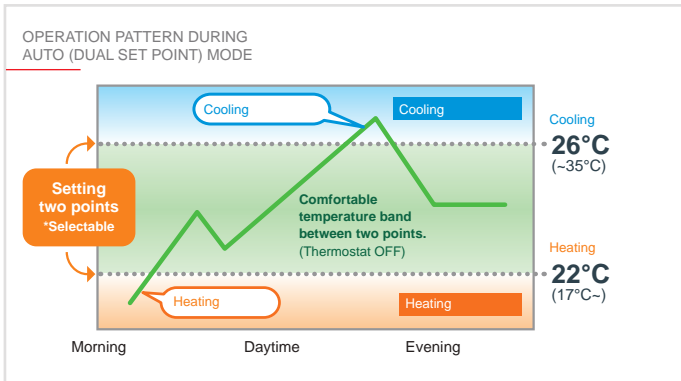 OPERATION PATTERN DURING
AUTO (DUAL SET POINT) MODE
Cooling
Cooling
Cooling
26°C
(~35°C)
Setting
two points
*Selectable
Comfortable
temperature band
between two points.
(Thermostat OFF)
Heating
22°C
(17°C~)
Heating
Heating
Morning
Daytime
Evening